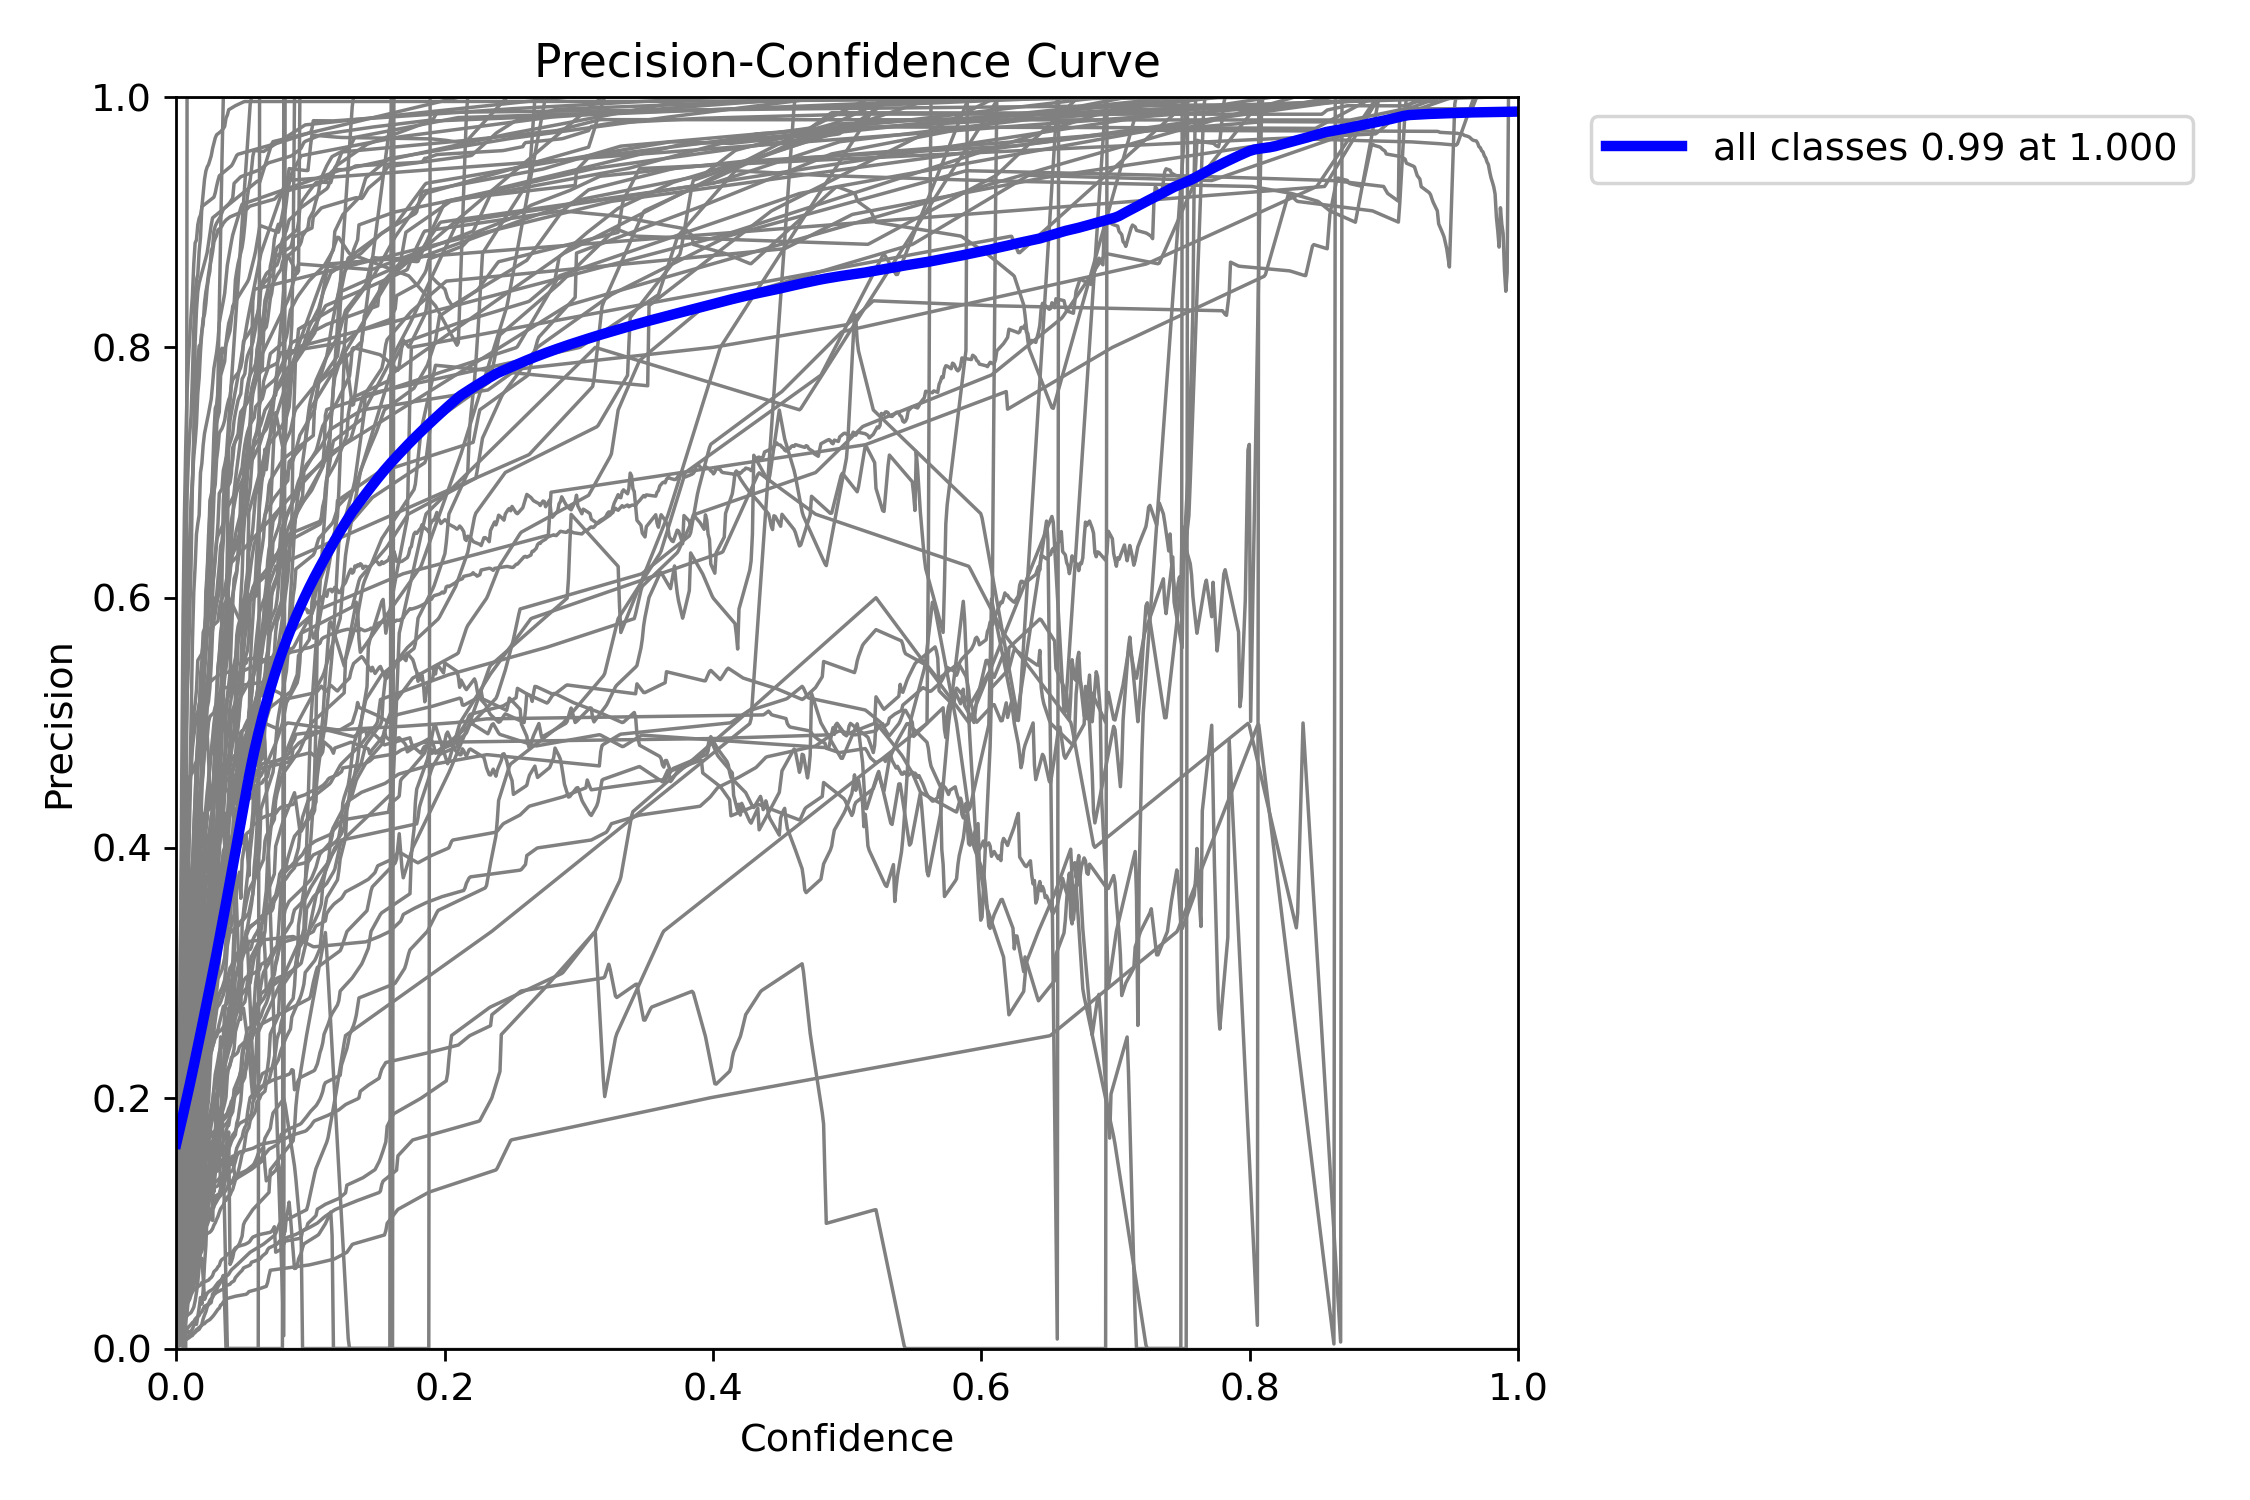 Precision-Confidence Curve
all classes 0.99 at 1.000
Precision
1.0
0.8
0.6
0.4
0.2
0.0
0.0 0.2 0.4 0.6 0.8 1.0
Confidence